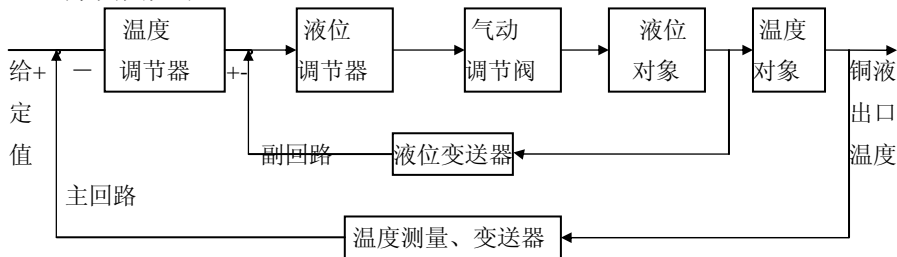 温度
调节器
液位
调节器
气动
调节阀
液位
对象
温度
对象
给+
定
值
－
+-
铜液
出口
温度
副回路
液位变送器
主回路
温度测量、变送器